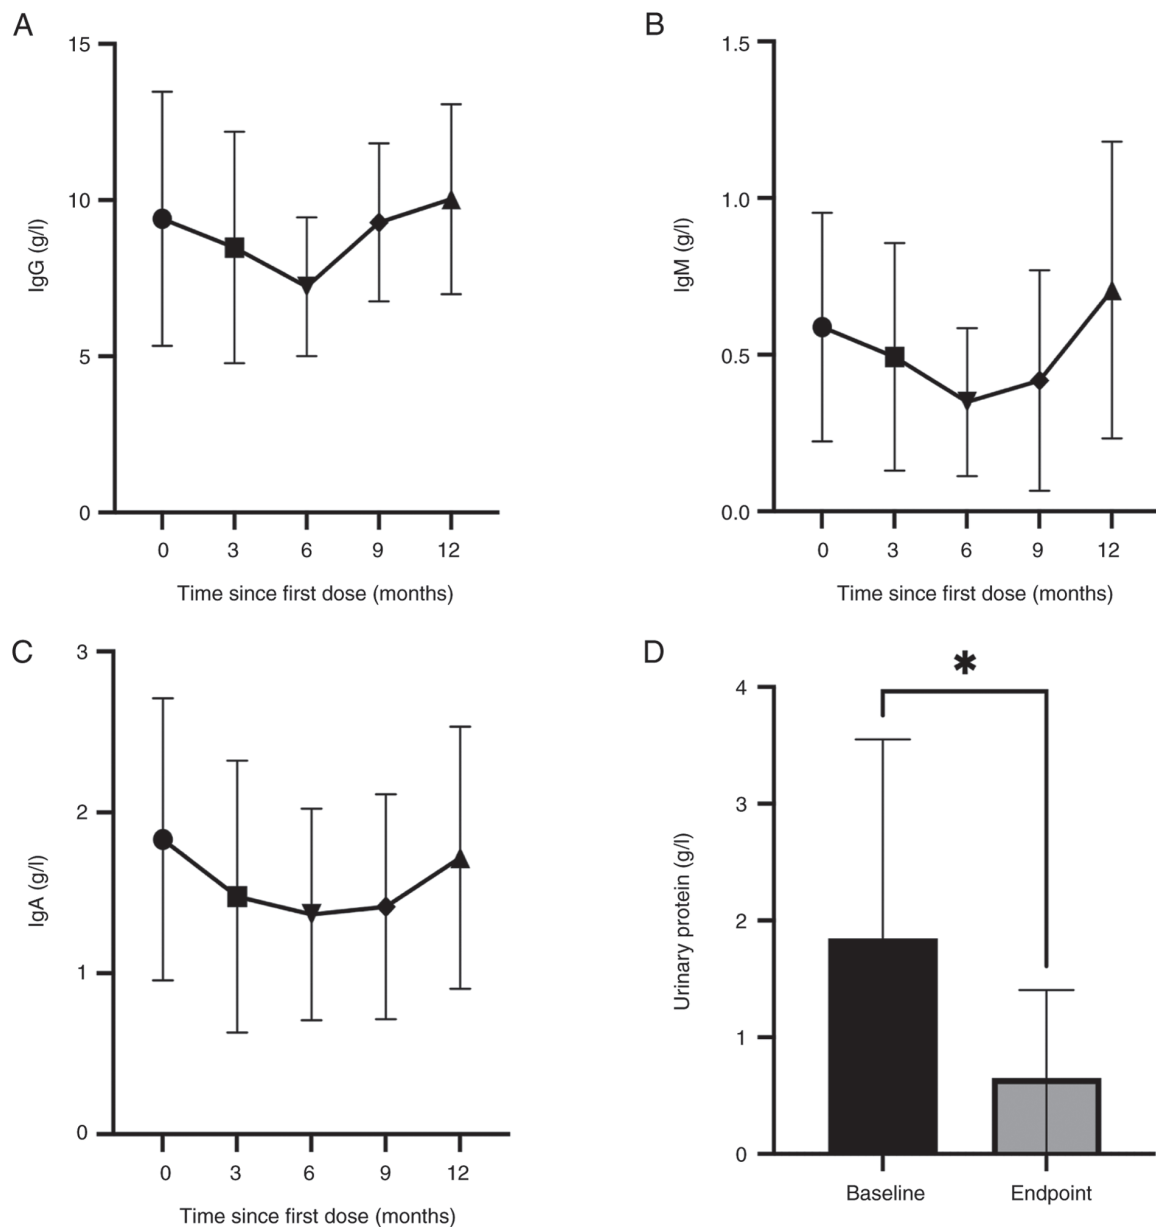 A
15
10
5
0
IgG (g/l)
0 3 6 9 12
Time since first dose (months)
B
1.5
1.0
0.5
0.0
IgM (g/l)
0 3 6 9 12
Time since first dose (months)
C
3
2
1
0
IgA (g/l)
0 3 6 9 12
Time since first dose (months)
D
*
4
3
2
1
0
Urinary protein (g/l)
Baseline Endpoint